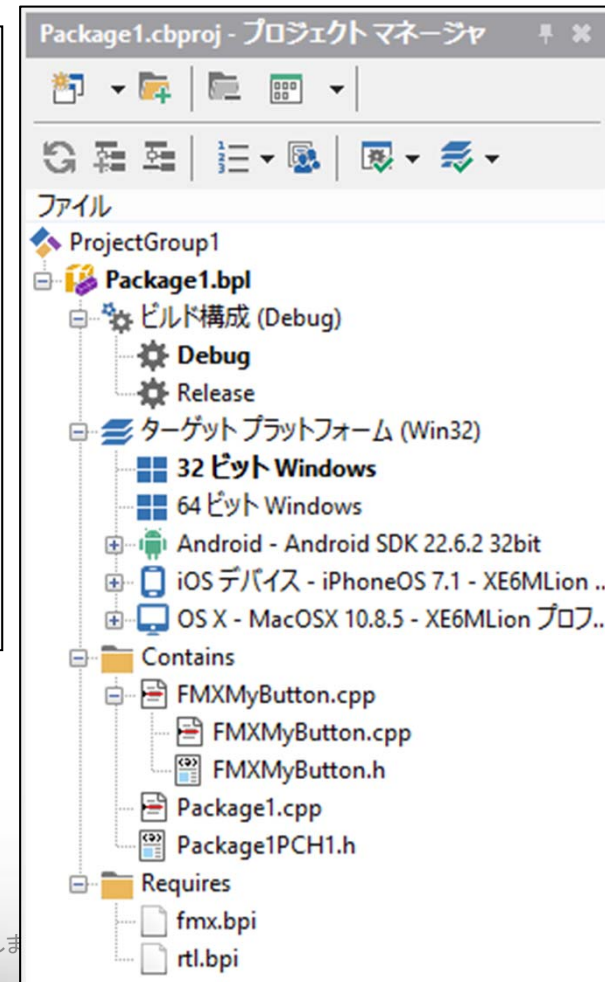 Package1.cbproj - プロジェクト マネージャ
ファイル
ProjectGroup1
Package1.bpl
ビルド構成 (Debug)
Debug
Release
ターゲット プラットフォーム (Win32)
32 ビット Windows
64 ビット Windows
Android - Android SDK 22.6.2 32bit
iOS デバイス - iPhoneOS 7.1 - XE6MLion ...
OS X - MacOSX 10.8.5 - XE6MLion プロフ...
Contains
FMXMyButton.cpp
FMXMyButton.cpp
FMXMyButton.h
Package1.cpp
Package1PCH1.h
Requires
fmx.bpi
rtl.bpi